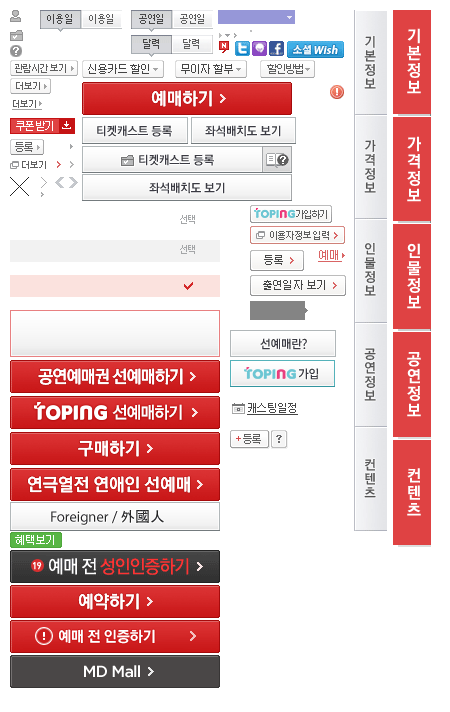 이용일 이용일 공연일 공연일
달력 달력
소셜 Wish
관람시간 보기 신용카드 할인 무이자 할부 할인방법
더보기
더보기
예매하기
쿠폰받기
티켓캐스트 등록 좌석배치도 보기
등록
더보기
티켓캐스트 등록
좌석배치도 보기
선택
TOPING가입하기
이용자정보입력
선택
등록 예매
출연일자 보기
선예매란?
공연예매권 선예매하기
TOPING 가입
TOPING 선예매하기
캐스팅일정
구매하기
+등록 ?
연극열전 연애인 선예매
Foreigner / 外國人
혜택보기
19 예매 전 성인인증하기
예약하기
예매 전 인증하기
MD Mall
기본정보
가격정보
인물정보
공연정보
컨텐츠
기본정보
가격정보
인물정보
공연정보
컨텐츠